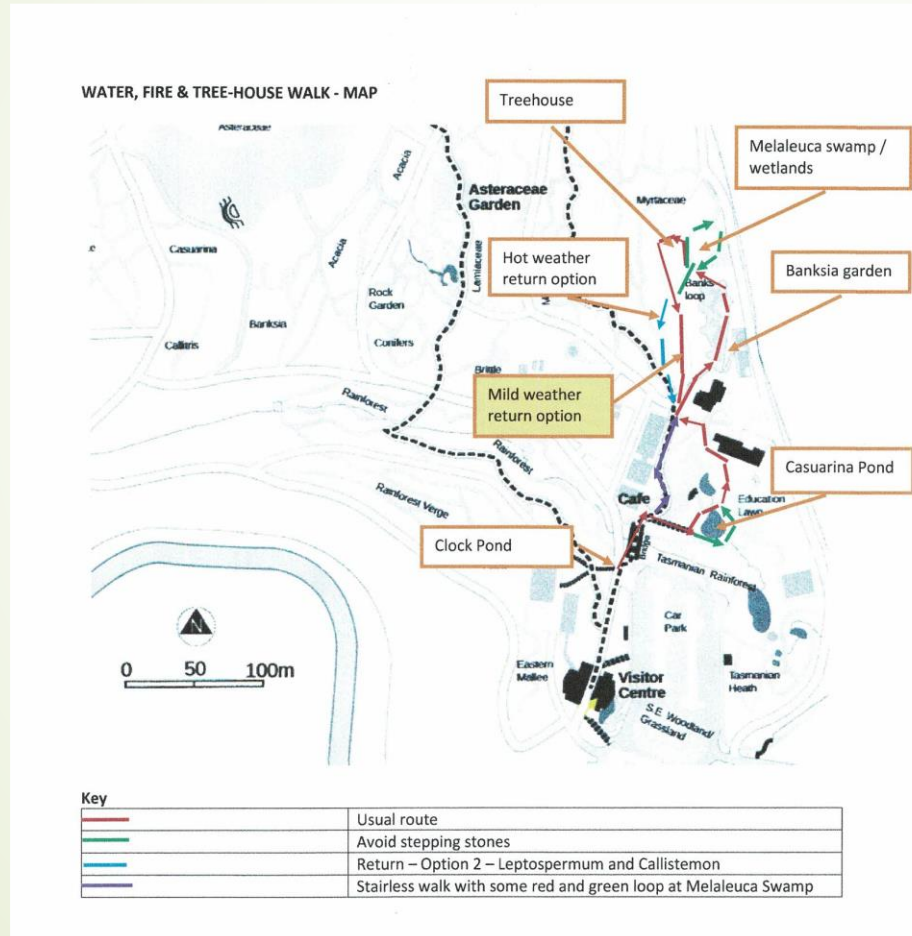 WATER, FIRE & TREE-HOUSE WALK - MAP
Treehouse
Melaleuca swamp /
wetlands
Asteraceae
Acacia
Asteraceae
Garden
Myrtaceae
Casuarina
Acacia
Lamiaceae
Hot weather
return option
Banks
loop
Banksia garden
Rock
Garden
Banksia
Callitris
Conifers
Brittle
Mild weather
return option
Rainforest
Rainforest
Casuarina Pond
Rainforest Verge
Cafe
Education
Clock Pond
Bridge
Tasmanian Rainforest
N
Car
Park
0 50 100m
Eastern
Mallee
Visitor
Centre
Tasmanian
Heath
S.E. Woodland/
Grassland
Key
Usual route
Avoid stepping stones
Return – Option 2 – Leptospermum and Callistemon
Stairless walk with some red and green loop at Melaleuca Swamp